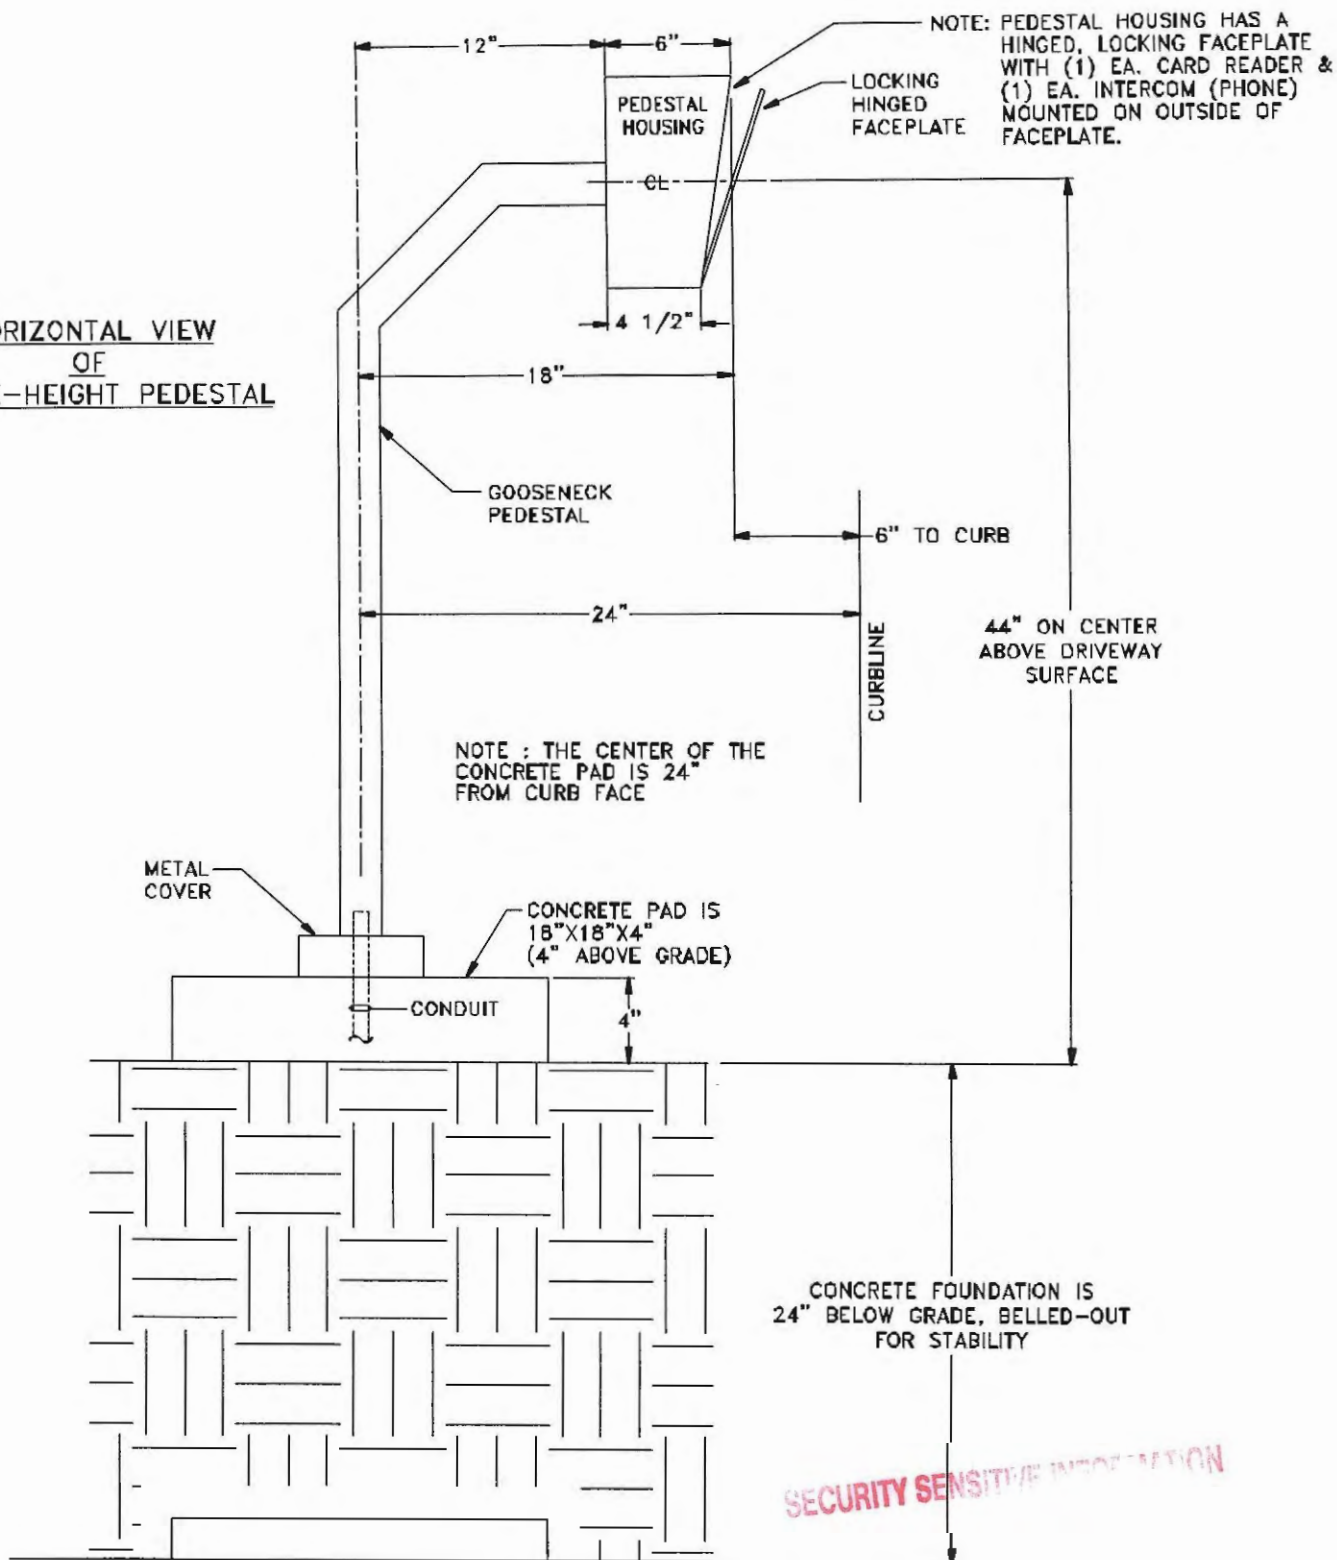 12"
6"
NOTE: PEDESTAL HOUSING HAS A
HINGED, LOCKING FACEPLATE
WITH (1) EA. CARD READER &
(1) EA. INTERCOM (PHONE)
MOUNTED ON OUTSIDE OF
FACEPLATE.
LOCKING
HINGED
FACEPLATE
PEDESTAL
HOUSING
CL
4 1/2"
RIZONTAL VIEW
OF
-HEIGHT PEDESTAL
18"
GOOSENECK
PEDESTAL
6" TO CURB
24"
CURBLINE
44" ON CENTER
ABOVE DRIVEWAY
SURFACE
NOTE : THE CENTER OF THE
CONCRETE PAD IS 24"
FROM CURB FACE
METAL
COVER
CONCRETE PAD IS
18"X18"X4"
(4" ABOVE GRADE)
CONDUIT
4"
CONCRETE FOUNDATION IS
24" BELOW GRADE, BELLED-OUT
FOR STABILITY
SECURITY SENSITIVE INFORMATION